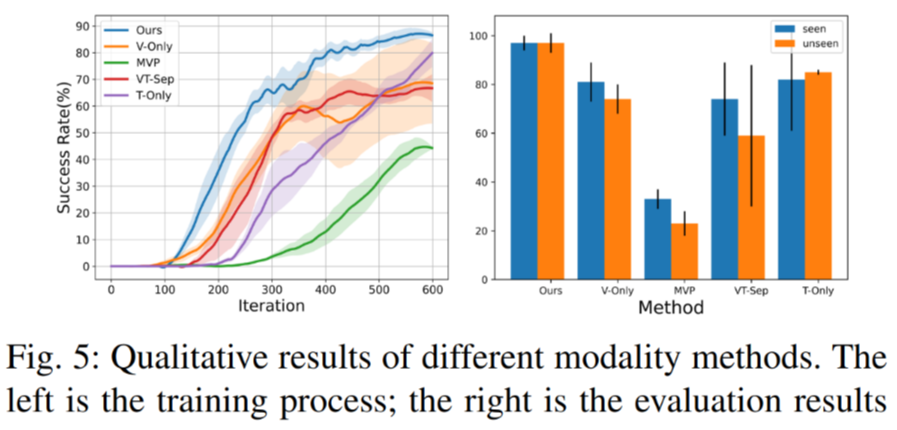 90
80
70
60
50
40
30
20
10
0
Success Rate(%)
Ours
V-Only
MVP
VT-Sep
T-Only
0 100 200 300 400 500 600
Iteration
100
80
60
40
20
0
seen
unseen
Ours V-Only MVP VT-Sep T-Only
Method
Fig. 5: Qualitative results of different modality methods. The
left is the training process; the right is the evaluation results